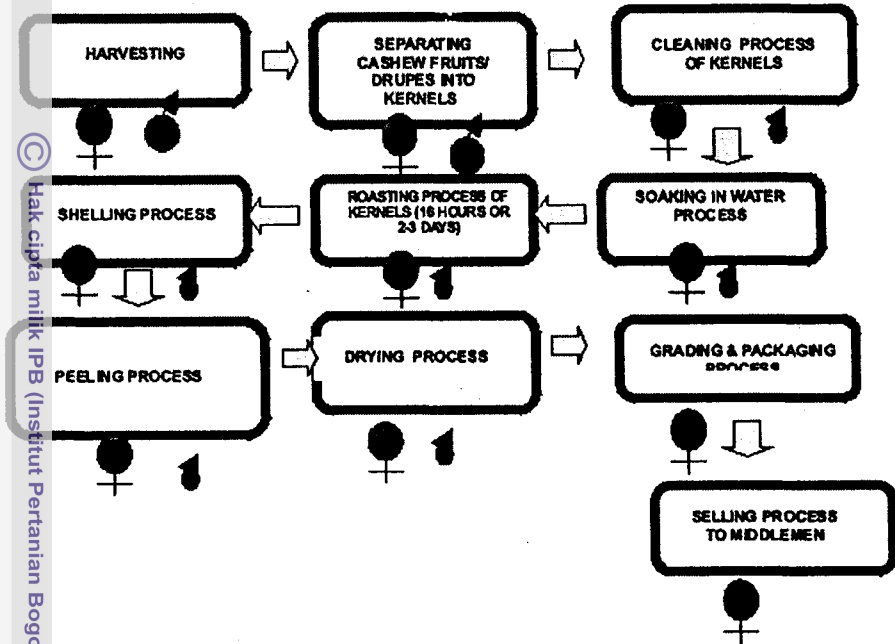 HARVESTING
SEPARATING
CASHEW FRUITS/
DRUPES INTO
KERNELS
CLEANING PROCESS
OF KERNELS
SOAKING IN WATER
PROCESS
ROASTING PROCESS OF
KERNELS (16 HOURS OR
2-3 DAYS)
SHELLING PROCESS
PEELING PROCESS
DRYING PROCESS
GRADING & PACKAGING
PROCESS
SELLING PROCESS
TO MIDDLEMEN
© Hak cipta milik IPB (Institut Pertanian Bogo